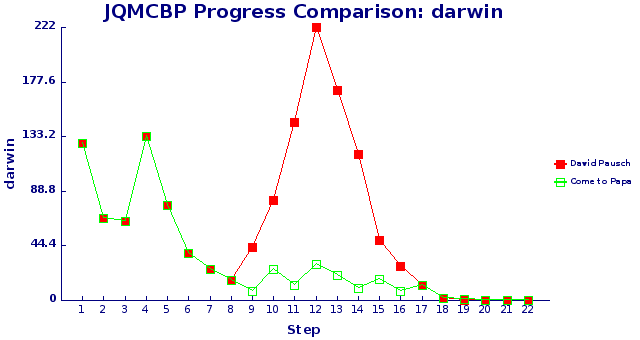 JQMCBP Progress Comparison: darwin
222
177.6
133.2
88.8
44.4
0
darwin
1 2 3 4 5 6 7 8 9 10 11 12 13 14 15 16 17 18 19 20 21 22
Step
David Pausch
Come to Papa